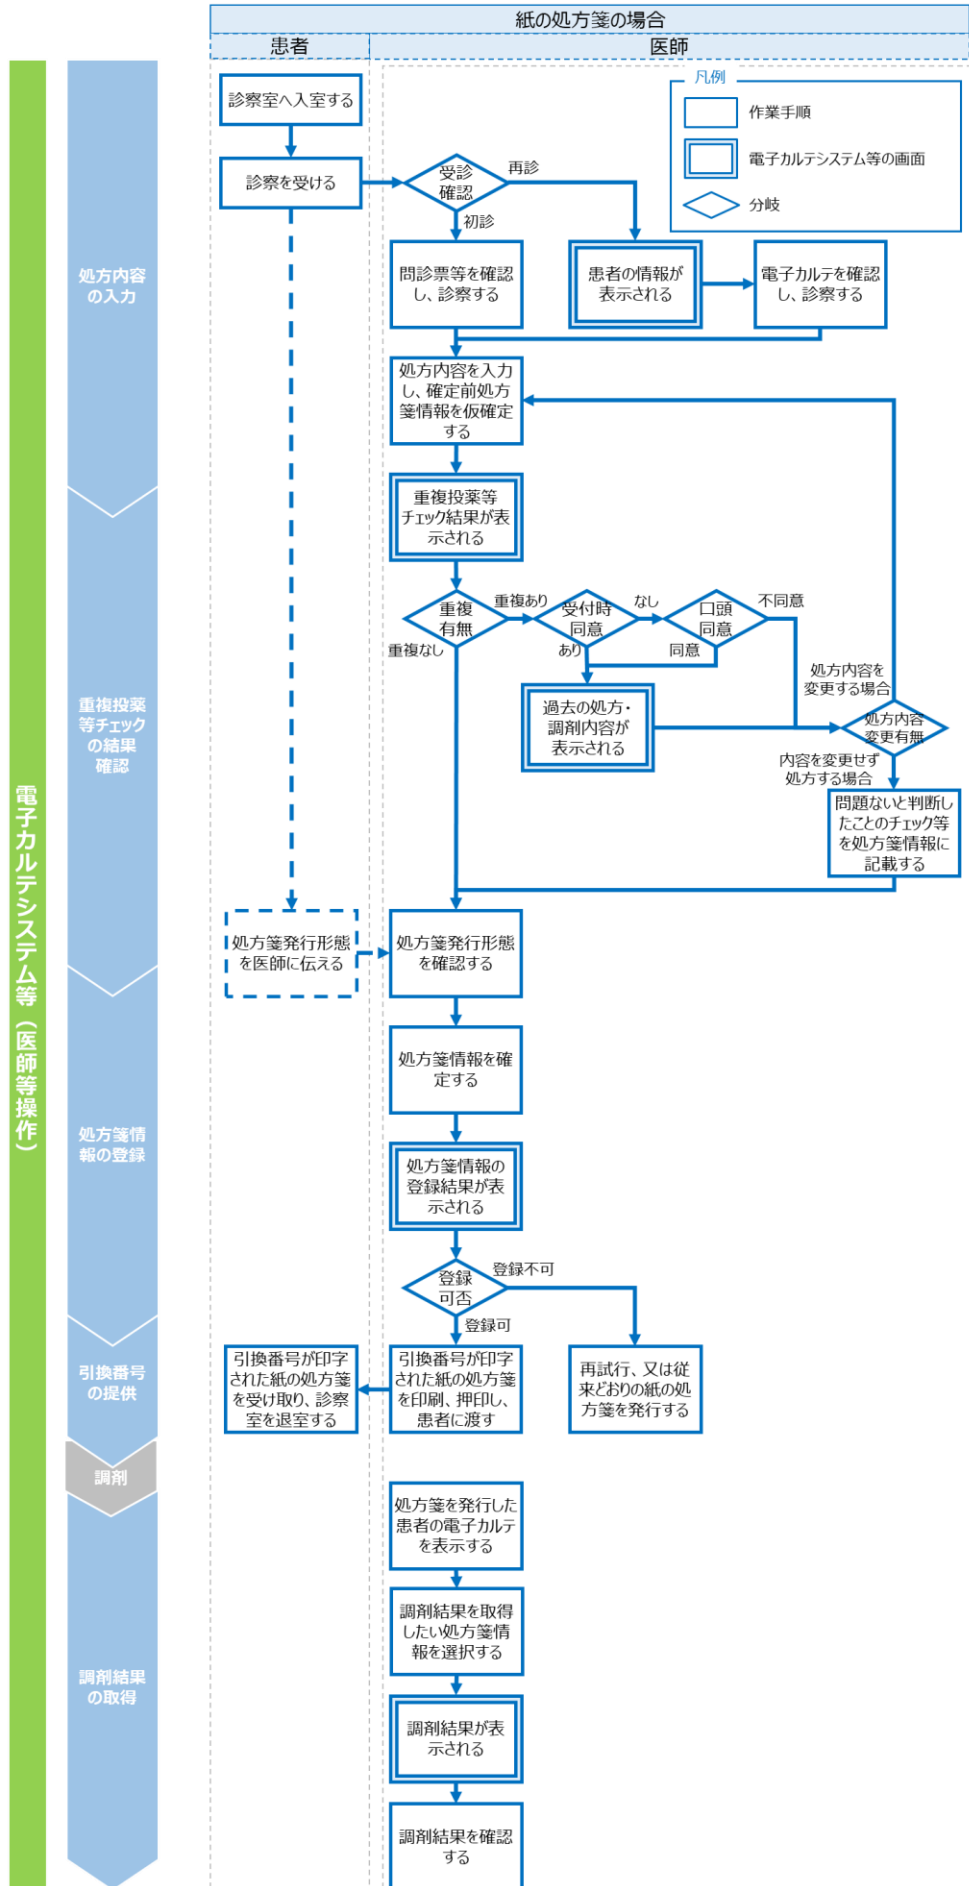 紙の処方箋の場合
患者
医師
電子カルテシステム等(医師等操作)
処方内容
の入力
診察室へ入室する
診察を受ける
受診
確認
再診
初診
凡例
作業手順
電子カルテシステム等の画面
分岐
問診票等を確認
し、診察する
患者の情報が
表示される
電子カルテを確認
し、診察する
処方内容を入力
し、確定前処方
箋情報を仮確定
する
重複投薬
等チェック
の結果
確認
重複投薬等
チェック結果が表
示される
重複
有無
重複あり
重複なし
受付時
同意
なし
あり
口頭
同意
不同意
同意
処方内容を
変更する場合
過去の処方・
調剤内容が
表示される
処方内容
変更有無
内容を変更せず
処方する場合
問題ないと判断し
たことのチェック等
を処方箋情報に
記載する
処方箋発行形態
を医師に伝える
処方箋発行形態
を確認する
処方箋情
報の登録
処方箋情報を確
定する
処方箋情報の
登録結果が表
示される
登録
可否
登録不可
登録可
引換番号
の提供
引換番号が印字
された紙の処方箋
を受け取り、診察
室を退室する
引換番号が印字
された紙の処方箋
を印刷、押印し、
患者に渡す
再試行、又は従
来どおりの紙の処
方箋を発行する
調剤
調剤結果
の取得
処方箋を発行した
患者の電子カルテ
を表示する
調剤結果を取得
したい処方箋情
報を選択する
調剤結果が表
示される
調剤結果を確認
する